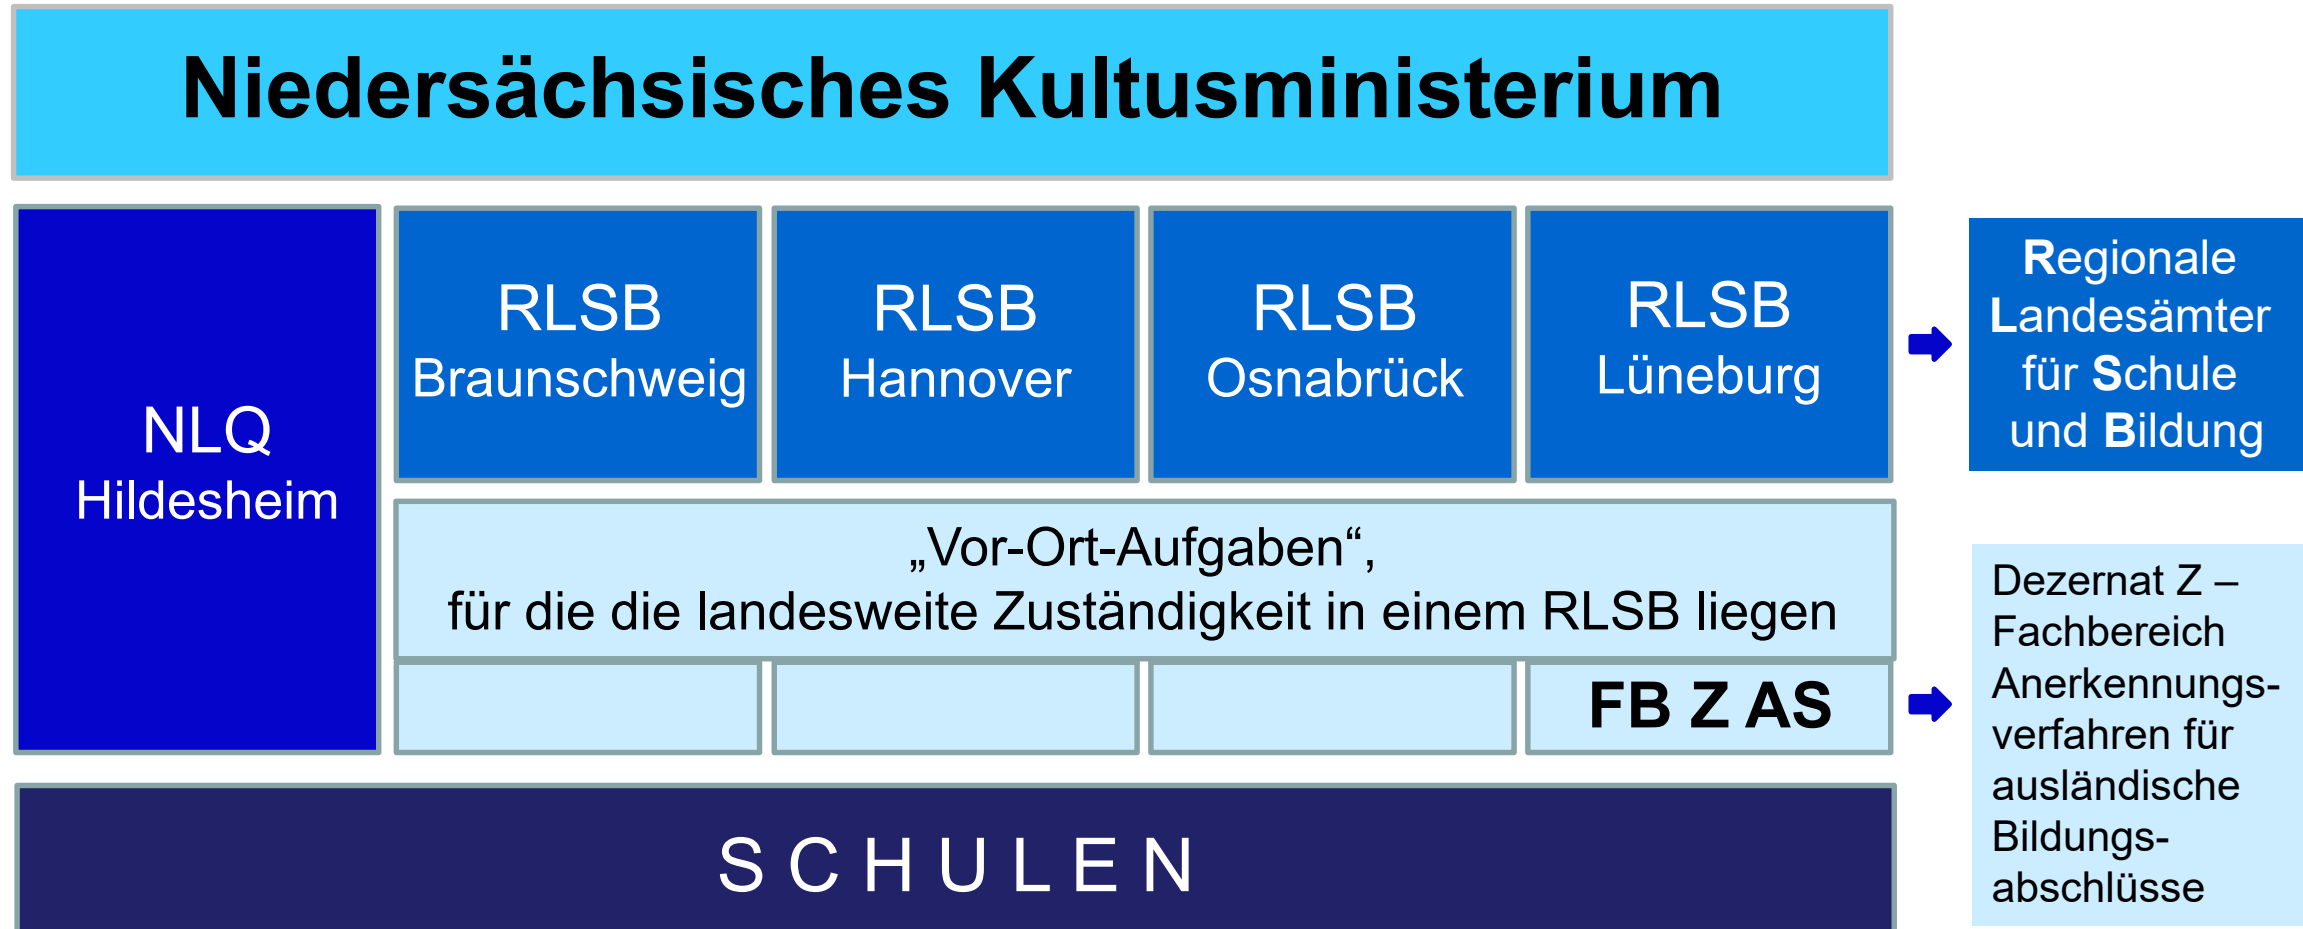 Niedersächsisches Kultusministerium
NLQ
Hildesheim
RLSB
Braunschweig
RLSB
Hannover
RLSB
Osnabrück
RLSB
Lüneburg
Regionale
Landesämter
für Schule
und Bildung
„Vor-Ort-Aufgaben“,
für die die landesweite Zuständigkeit in einem RLSB liegen
FB Z AS
Dezernat Z –
Fachbereich
Anerkennungs-
verfahren für
ausländische
Bildungs-
abschlüsse
S C H U L E N